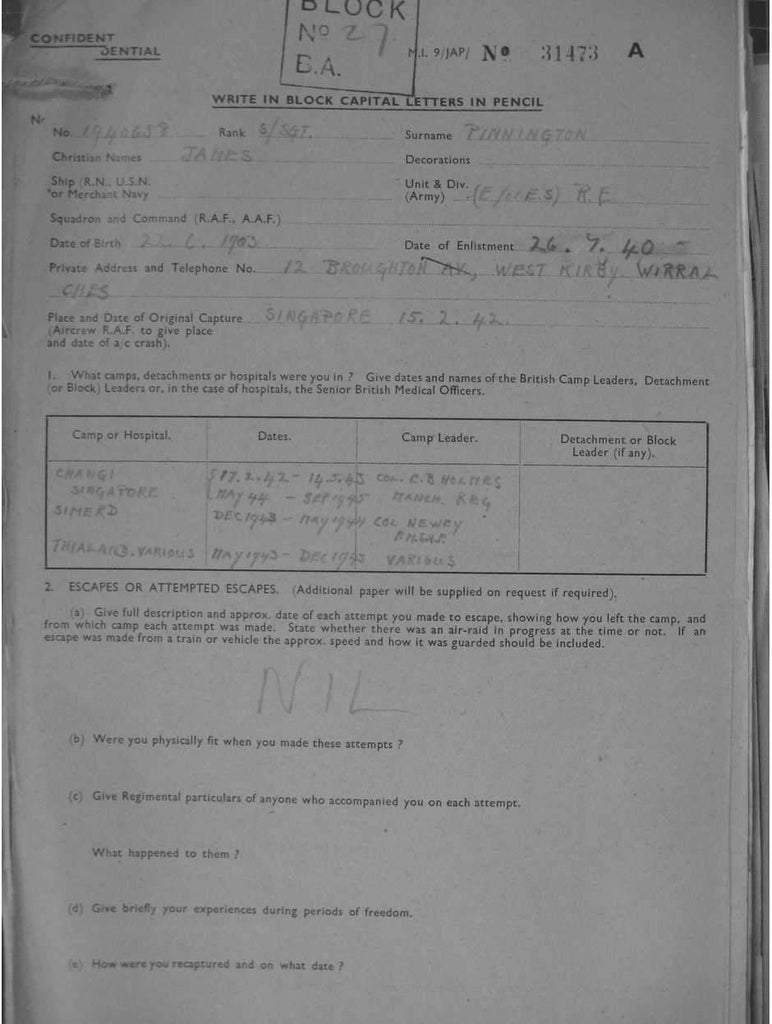 BLOCK
Nº 27.
E.A.
CONFIDENT
DENTIAL
M.I. 9/JAP/ Nº 31473 A
WRITE IN BLOCK CAPITAL LETTERS IN PENCIL
No. 1940658 Rank S/SGT. Surname PINNINGTON
Christian Names JAMES Decorations
Ship (R.N., U.S.N. or Merchant Navy Unit & Div. (Army) R.E
Squadron and Command (R.A.F., A.A.F.)
Date of Birth 22.6.1903 Date of Enlistment 26.7.40
Private Address and Telephone No. 12 BROUGHTON AV, WEST KIRBY. WIRRAL
CHES
Place and Date of Original Capture SINGAPORE 15.2.42.
(Aircrew R.A.F. to give place
and date of a/c crash).
1. What camps, detachments or hospitals were you in ? Give dates and names of the British Camp Leaders, Detachment
(or Block) Leaders or, in the case of hospitals, the Senior British Medical Officers.
Camp or Hospital. Dates. Camp Leader. Detachment or Block
Leader (if any).
CHANGI 17.2.42 - 14.5.43 COL. E.B HOLMES
SINGAPORE MAY 44 - SEP 1945 MANCH. REG
SIMERD DEC 1943 - MAY 1944 COL NEWEY
THIALAND. VARIOUS MAY 1943 - DEC 1943 VARIOUS
2. ESCAPES OR ATTEMPTED ESCAPES. (Additional paper will be supplied on request if required).
(a) Give full description and approx. date of each attempt you made to escape, showing how you left the camp, and
from which camp each attempt was made. State whether there was an air-raid in progress at the time or not. If an
escape was made from a train or vehicle the approx. speed and how it was guarded should be included.
NIL
(b) Were you physically fit when you made these attempts ?
(c) Give Regimental particulars of anyone who accompanied you on each attempt.
What happened to them ?
(d) Give briefly your experiences during periods of freedom.
(e) How were you recaptured and on what date ?